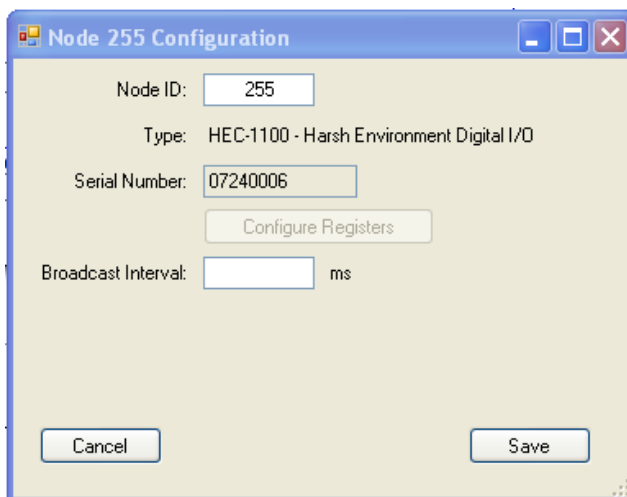 Node 255 Configuration
Node ID: 255
Type: HEC-1100 - Harsh Environment Digital I/O
Serial Number: 07240006
Configure Registers
Broadcast Interval: ms
Cancel Save